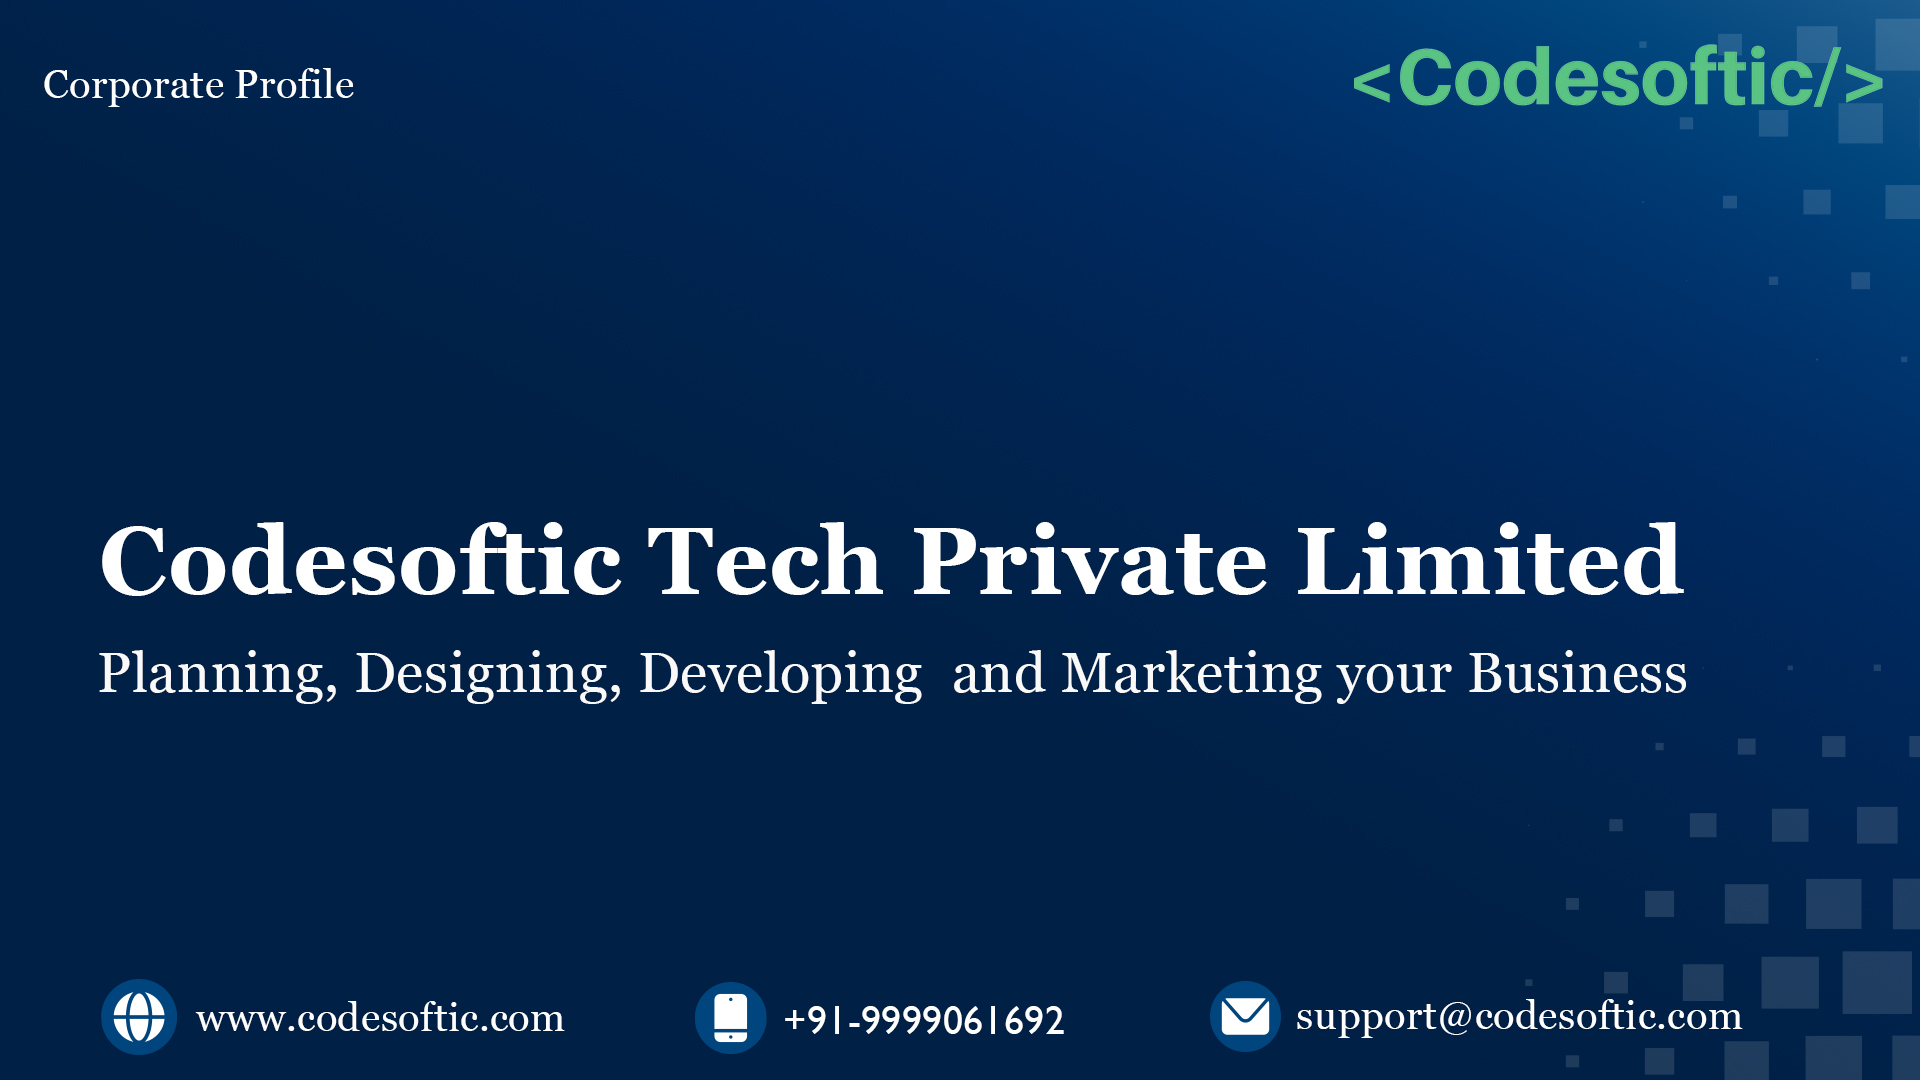 Corporate Profile
<Codesoftic/>
Codesoftic Tech Private Limited
Planning, Designing, Developing  and Marketing your Business
www.codesoftic.com
+91-9999061692
support@codesoftic.com